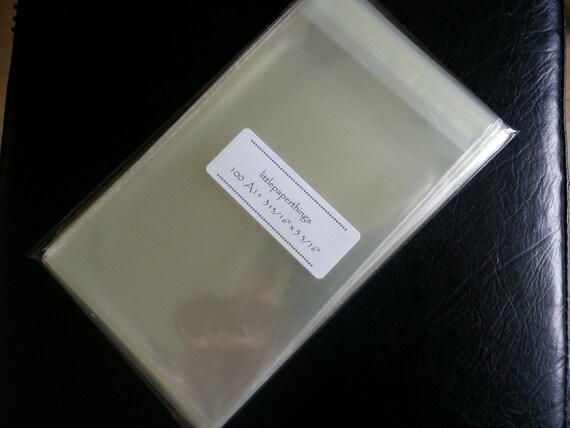 littlepaperthings
100 A1+ 3 13/16" x 5 3/16"